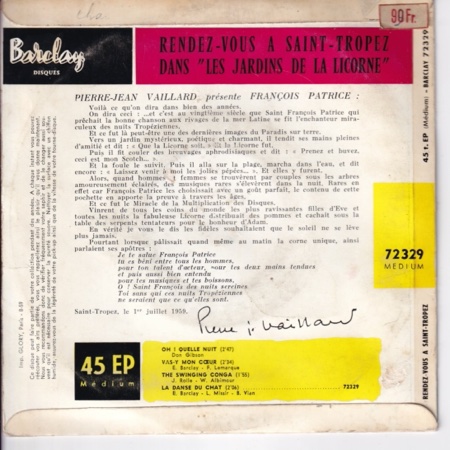 90 Fr.
Barclay
DISQUES
RENDEZ-VOUS A SAINT-TROPEZ
DANS "LES JARDINS DE LA LICORNE"
PIERRE-JEAN VAILLARD, présente FRANÇOIS PATRICE :
Voilà ce qu'on dira dans bien des années.
On dira ceci : ..et c'est au vingtième siècle que Saint François Patrice qui
prêchait la bonne chanson aux rivages de la mer Latine se fit l'enchanteur mira-
culeux des nuits Tropéziennes.
Et ce fut là peut-être une des dernières images du Paradis sur terre.
Vers un jardin mystérieux, poétique et charmant, il tendit ses mains pleines
d'amitié et dit : « Que la Licorne soit, et la Licorne fut.
Puis il fit couler des breuvages aphrodisiaques et dit : « Prenez et buvez,
ceci est mon Scotch...
Et la foule le suivit. Puis il alla sur la plage, marcha dans l'eau, et dit
encore : « Laissez venir à moi les jolies pépées... ». Et elles y furent.
Alors, quand hommes et femmes se trouvèrent par couples sous les arbres
amoureusement éclairés, des musiques rares s'élevèrent dans la nuit. Rares en
effet car François Patrice les choisissait avec un goût parfait, le contenu de cette
pochette en apporte la preuve à travers les âges.
Et ce fut le Miracle de la Multiplication des Disques.
Vinrent de tous les coins du monde les plus ravissantes filles d'Eve et
toutes les nuits la fabuleuse Licorne distribuait des pommes et cachait sous la
table des serpents tentateurs pour le bonheur d'Adam.
En vérité je vous le dis les fidèles souhaitaient que le soleil ne se lève
plus jamais.
Pourtant lorsque pâlissait quand même au matin la corne unique, ainsi
parlaient ses apôtres :
Je te salue François Patrice
tu es béni entre tous les hommes,
pour ton talent d'acteur, pour tes deux mains tendues
et puis aussi bien entendu
pour tes musiques et tes boissons,
O ! Saint François des nuits sereines
Toi sans qui ces nuits Tropéziennes
ne seraient que ce qu'elles sont.
Saint-Tropez, le 1er juillet 1958.
45 EP
Médium
OH ! QUELLE NUIT (2'47)
Don Gibson
VAS-Y MON CŒUR (2'54)
E. Barclay - F. Lemarque
THE SWINGING CONGA (1'55)
J. Bolle - W. Albimour
LA DANSE DU CHAT (2'06)
E. Barclay - L. Missir - B. Vian
72329
72329
MEDIUM
45 t. EP (Médium) - BARCLAY 72329
RENDEZ VOUS A SAINT-TROPEZ
Imp. GLORY, Paris